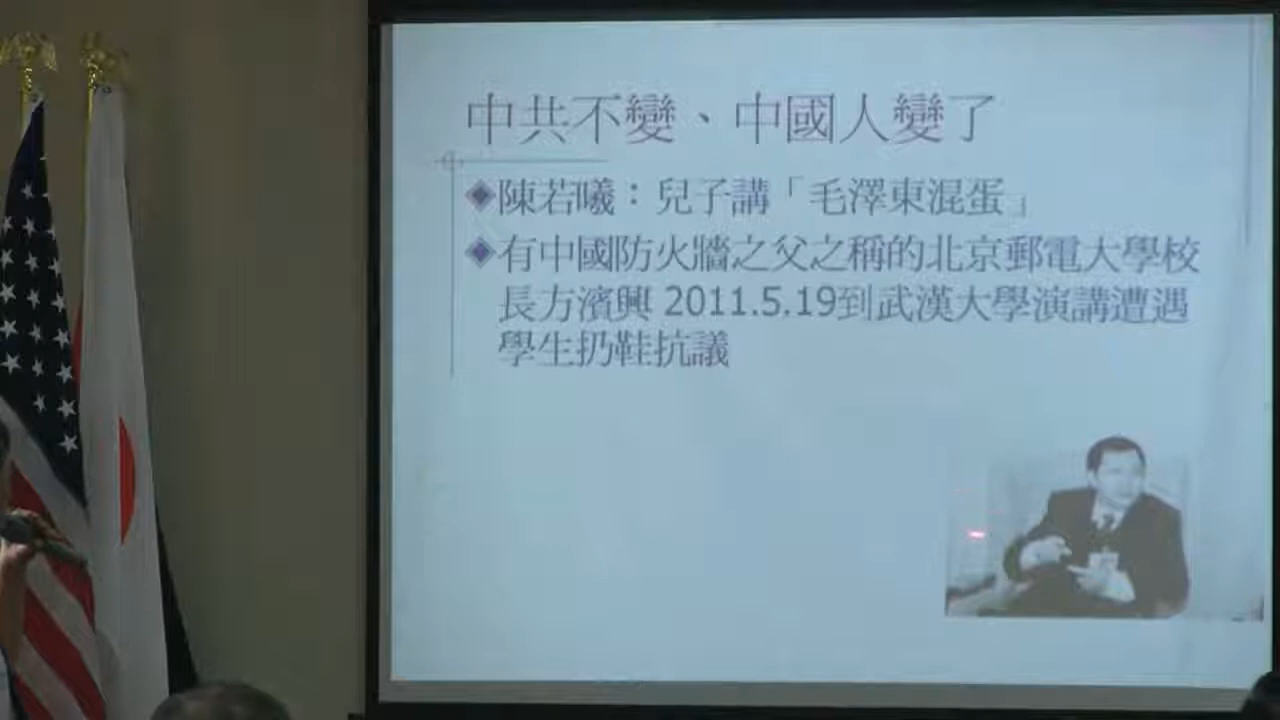 中共不變、中國人變了
陳若曦：兒子講「毛澤東混蛋」
有中國防火牆之父之稱的北京郵電大學校
長方濱興 2011.5.19到武漢大學演講遭遇
學生扔鞋抗議